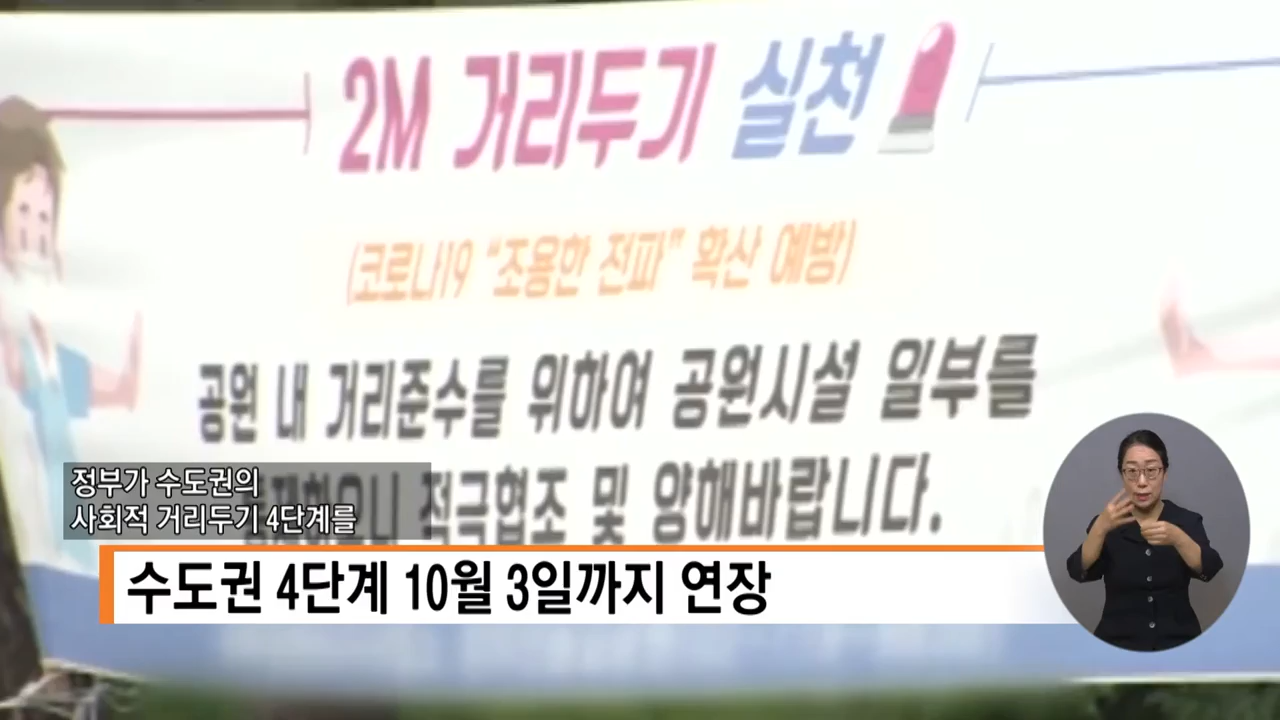 2M 거리두기 실천
(코로나19 "조용한 전파" 확산 예방)
공원 내 거리준수를 위하여 공원시설 일부를
적극협조 및 양해바랍니다.
정부가 수도권의
사회적 거리두기 4단계를
수도권 4단계 10월 3일까지 연장